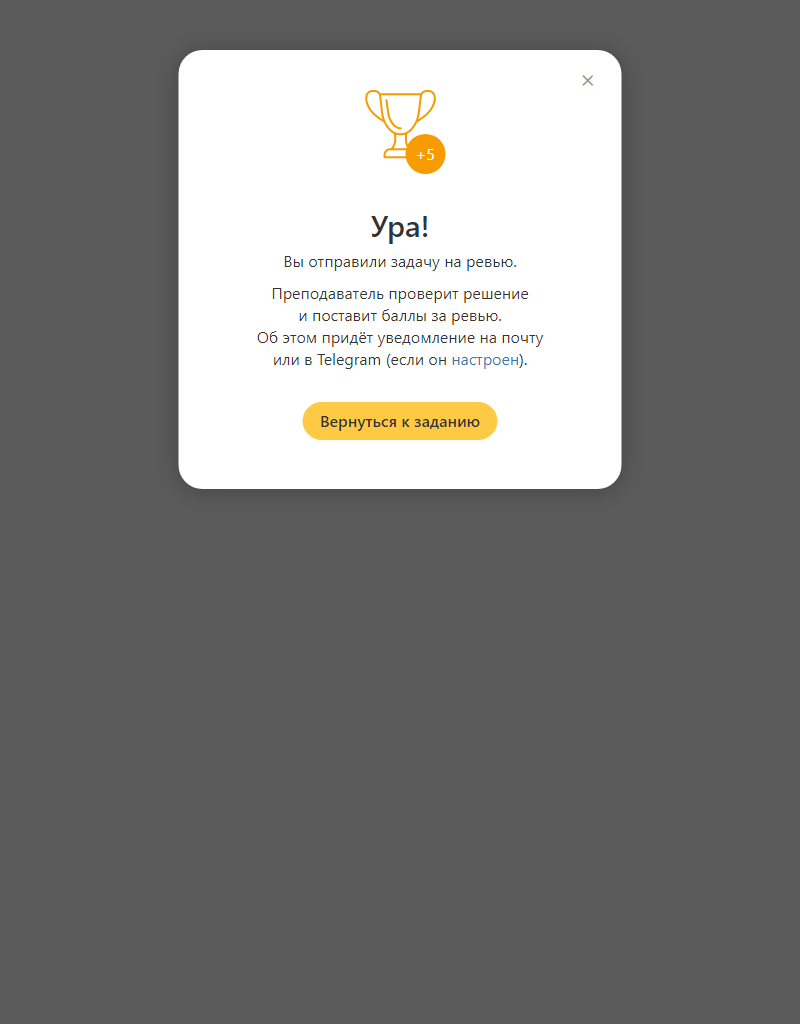 +5
Ура!
Вы отправили задачу на ревью.
Преподаватель проверит решение
и поставит баллы за ревью.
Об этом придёт уведомление на почту
или в Telegram (если он настроен).
Вернуться к заданию